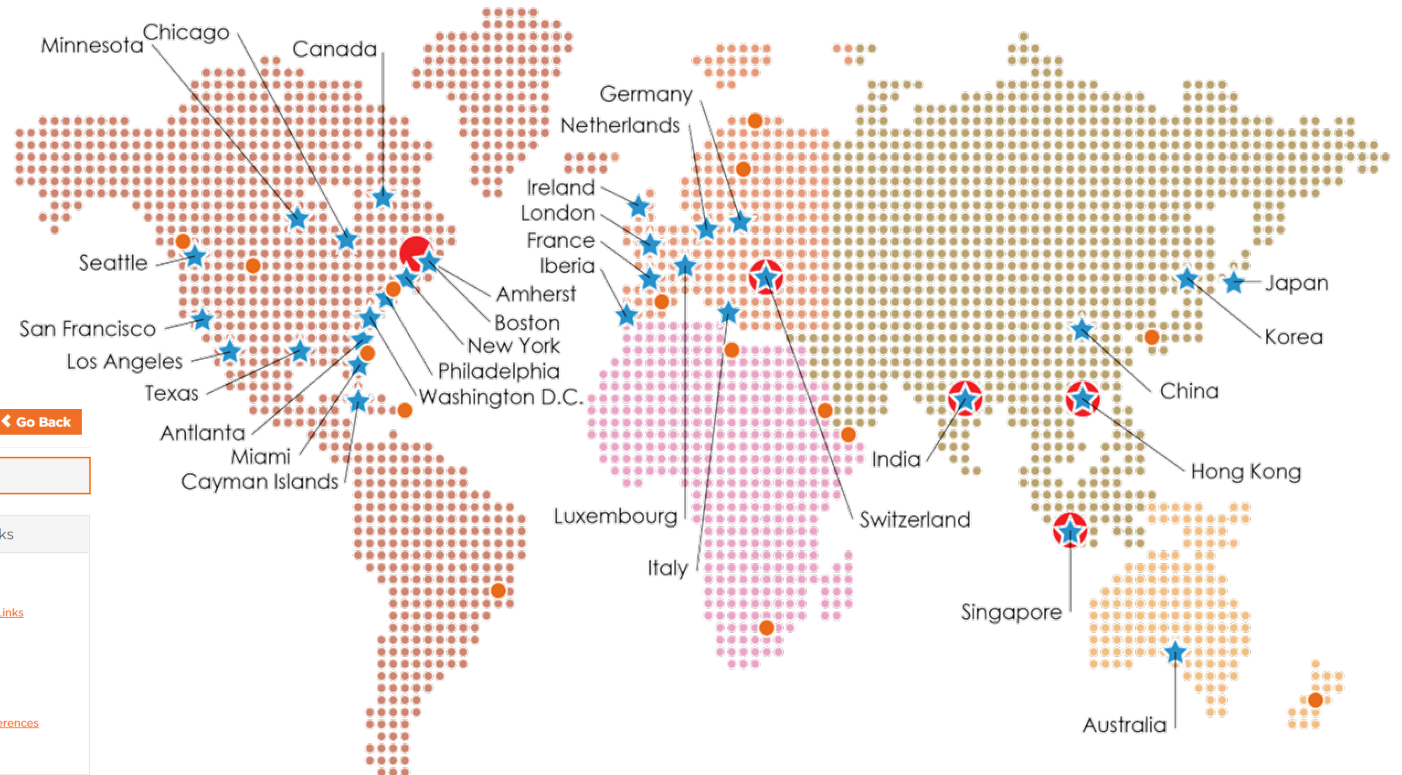 Chicago
Minnesota
Canada
Germany
Netherlands
Ireland
London
France
Iberia
Seattle
Amherst
Boston
New York
Philadelphia
Washington D.C.
San Francisco
Los Angeles
Texas
Antlanta
Miami
Cayman Islands
Japan
Korea
China
India
Hong Kong
Luxembourg
Switzerland
Italy
Singapore
Australia
Go Back
ks
Links
erences